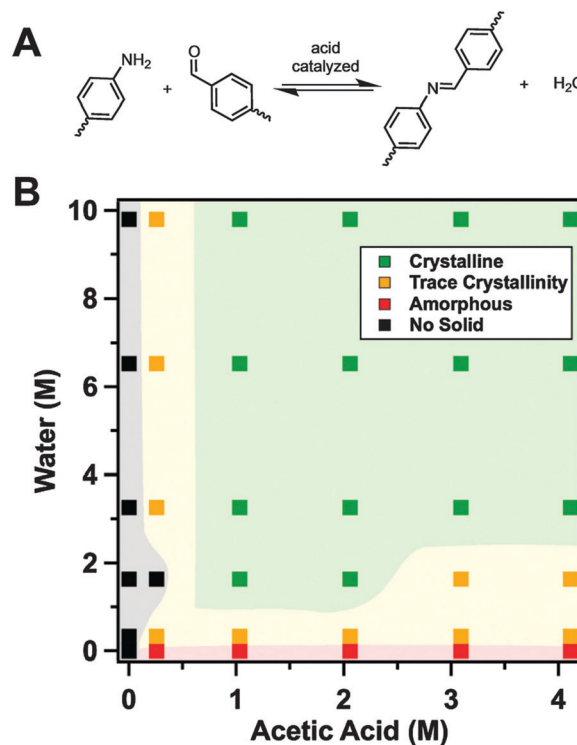 A
NH₂
O
+
acid
catalyzed
N
+
B
10
8
6
4
2
0
Water (M)
Crystalline
Trace Crystallinity
Amorphous
No Solid
0 1 2 3 4
Acetic Acid (M)